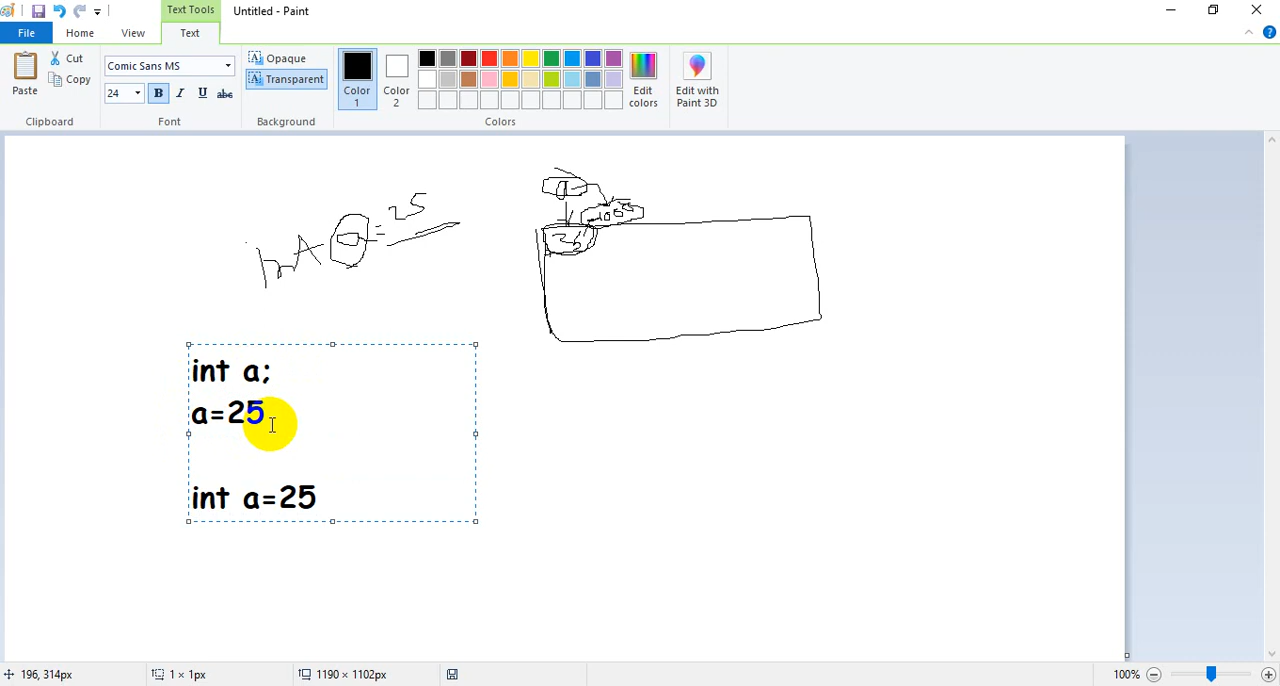 Untitled - Paint
Text Tools
File
Home
View
Text
Paste
Cut
Copy
Clipboard
Comic Sans MS
24
B I U abc
Font
Opaque
Transparent
Background
Color 1
Color 2
Edit colors
Edit with Paint 3D
Colors
int a = 25
a
25
int a;
a=25
int a=25
196, 314px
1 × 1px
1190 × 1102px
100%